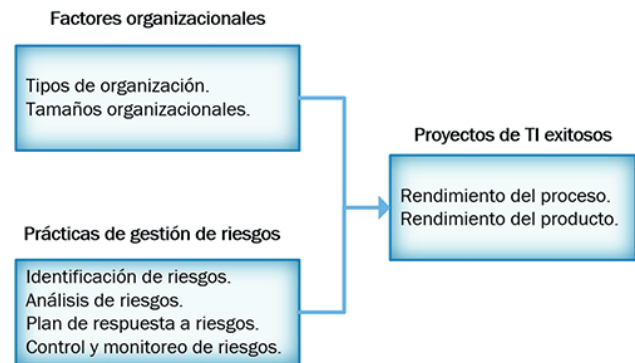 Factores organizacionales
Tipos de organización.
Tamaños organizacionales.
Proyectos de TI exitosos
Rendimiento del proceso.
Rendimiento del producto.
Prácticas de gestión de riesgos
Identificación de riesgos.
Análisis de riesgos.
Plan de respuesta a riesgos.
Control y monitoreo de riesgos.